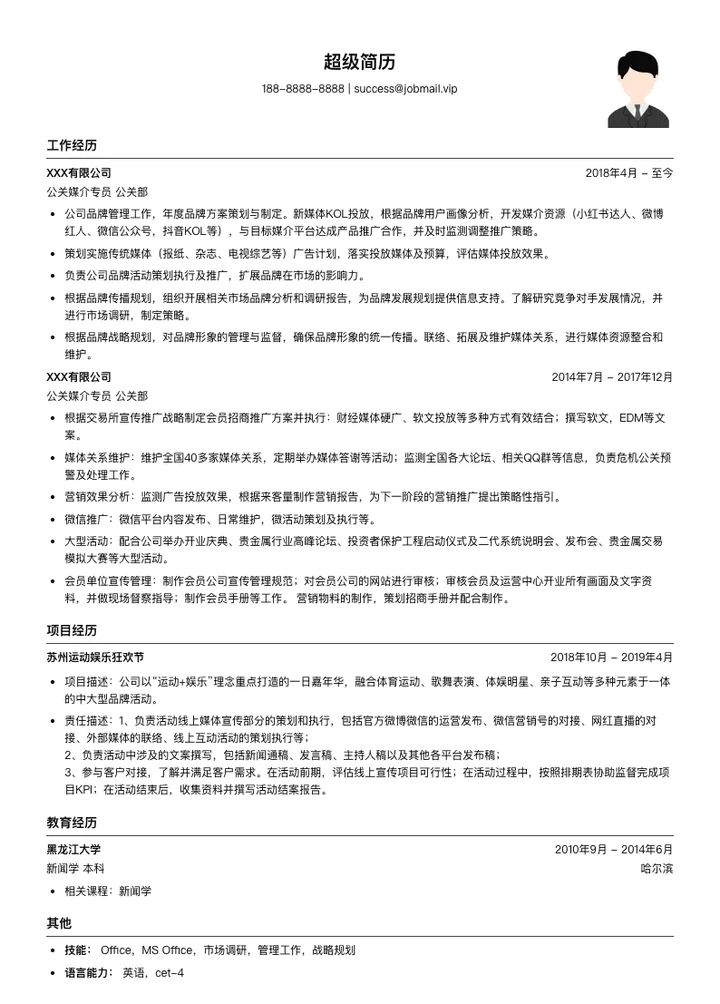 超级简历
188-8888-8888 | success@jobmail.vip
工作经历
XXX有限公司 2018年4月 – 至今
公关媒介专员 公关部
• 公司品牌管理工作，年度品牌方案策划与制定。新媒体KOL投放，根据品牌用户画像分析，开发媒介资源（小红书达人、微博
红人、微信公众号，抖音KOL等），与目标媒介平台达成产品推广合作，并及时监测调整推广策略。
• 策划实施传统媒体（报纸、杂志、电视综艺等）广告计划，落实投放媒体及预算，评估媒体投放效果。
• 负责公司品牌活动策划执行及推广，扩展品牌在市场的影响力。
• 根据品牌传播规划，组织开展相关市场品牌分析和调研报告，为品牌发展规划提供信息支持。了解研究竞争对手发展情况，并
进行市场调研，制定策略。
• 根据品牌战略规划，对品牌形象的管理与监督，确保品牌形象的统一传播。联络、拓展及维护媒体关系，进行媒体资源整合和
维护。
XXX有限公司 2014年7月 – 2017年12月
公关媒介专员 公关部
• 根据交易所宣传推广战略制定会员招商推广方案并执行：财经媒体硬广、软文投放等多种方式有效结合；撰写软文，EDM等文
案。
• 媒体关系维护：维护全国40多家媒体关系，定期举办媒体答谢等活动；监测全国各大论坛、相关QQ群等信息，负责危机公关预
警及处理工作。
• 营销效果分析：监测广告投放效果，根据来客量制作营销报告，为下一阶段的营销推广提出策略性指引。
• 微信推广：微信平台内容发布、日常维护，微活动策划及执行等。
• 大型活动：配合公司举办开业庆典、贵金属行业高峰论坛、投资者保护工程启动仪式及二代系统说明会、发布会、贵金属交易
模拟大赛等大型活动。
• 会员单位宣传管理：制作会员公司宣传管理规范；对会员公司的网站进行审核；审核会员及运营中心开业所有画面及文字资
料，并做现场督察指导；制作会员手册等工作。 营销物料的制作，策划招商手册并配合制作。
项目经历
苏州运动娱乐狂欢节 2018年10月 – 2019年4月
• 项目描述：公司以“运动+娱乐”理念重点打造的一日嘉年华，融合体育运动、歌舞表演、体娱明星、亲子互动等多种元素于一体
的中大型品牌活动。
• 责任描述：1、负责活动线上媒体宣传部分的策划和执行，包括官方微博微信的运营发布、微信营销号的对接、网红直播的对
接、外部媒体的联络、线上互动活动的策划执行等；
2、负责活动中涉及的文案撰写，包括新闻通稿、发言稿、主持人稿以及其他各平台发布稿；
3、参与客户对接，了解并满足客户需求。在活动前期，评估线上宣传项目可行性；在活动过程中，按照排期表协助监督完成项
目KPI；在活动结束后，收集资料并撰写活动结案报告。
教育经历
黑龙江大学 2010年9月 – 2014年6月
新闻学 本科 哈尔滨
• 相关课程：新闻学
其他
• 技能： Office，MS Office，市场调研，管理工作，战略规划
• 语言能力： 英语，cet-4